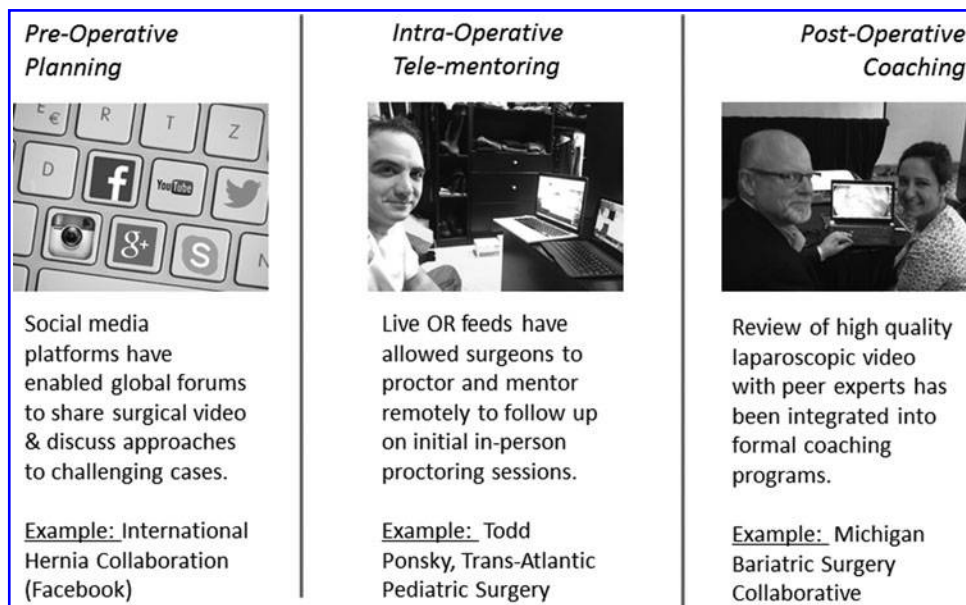 Pre-Operative
Planning
E
€
R
T
Z
D
f
YouTube
g+
S
N
Social media
platforms have
enabled global forums
to share surgical video
& discuss approaches
to challenging cases.
Example: International
Hernia Collaboration
(Facebook)
Intra-Operative
Tele-mentoring
Live OR feeds have
allowed surgeons to
proctor and mentor
remotely to follow up
on initial in-person
proctoring sessions.
Example: Todd
Ponsky, Trans-Atlantic
Pediatric Surgery
Post-Operative
Coaching
Review of high quality
laparoscopic video
with peer experts has
been integrated into
formal coaching
programs.
Example: Michigan
Bariatric Surgery
Collaborative